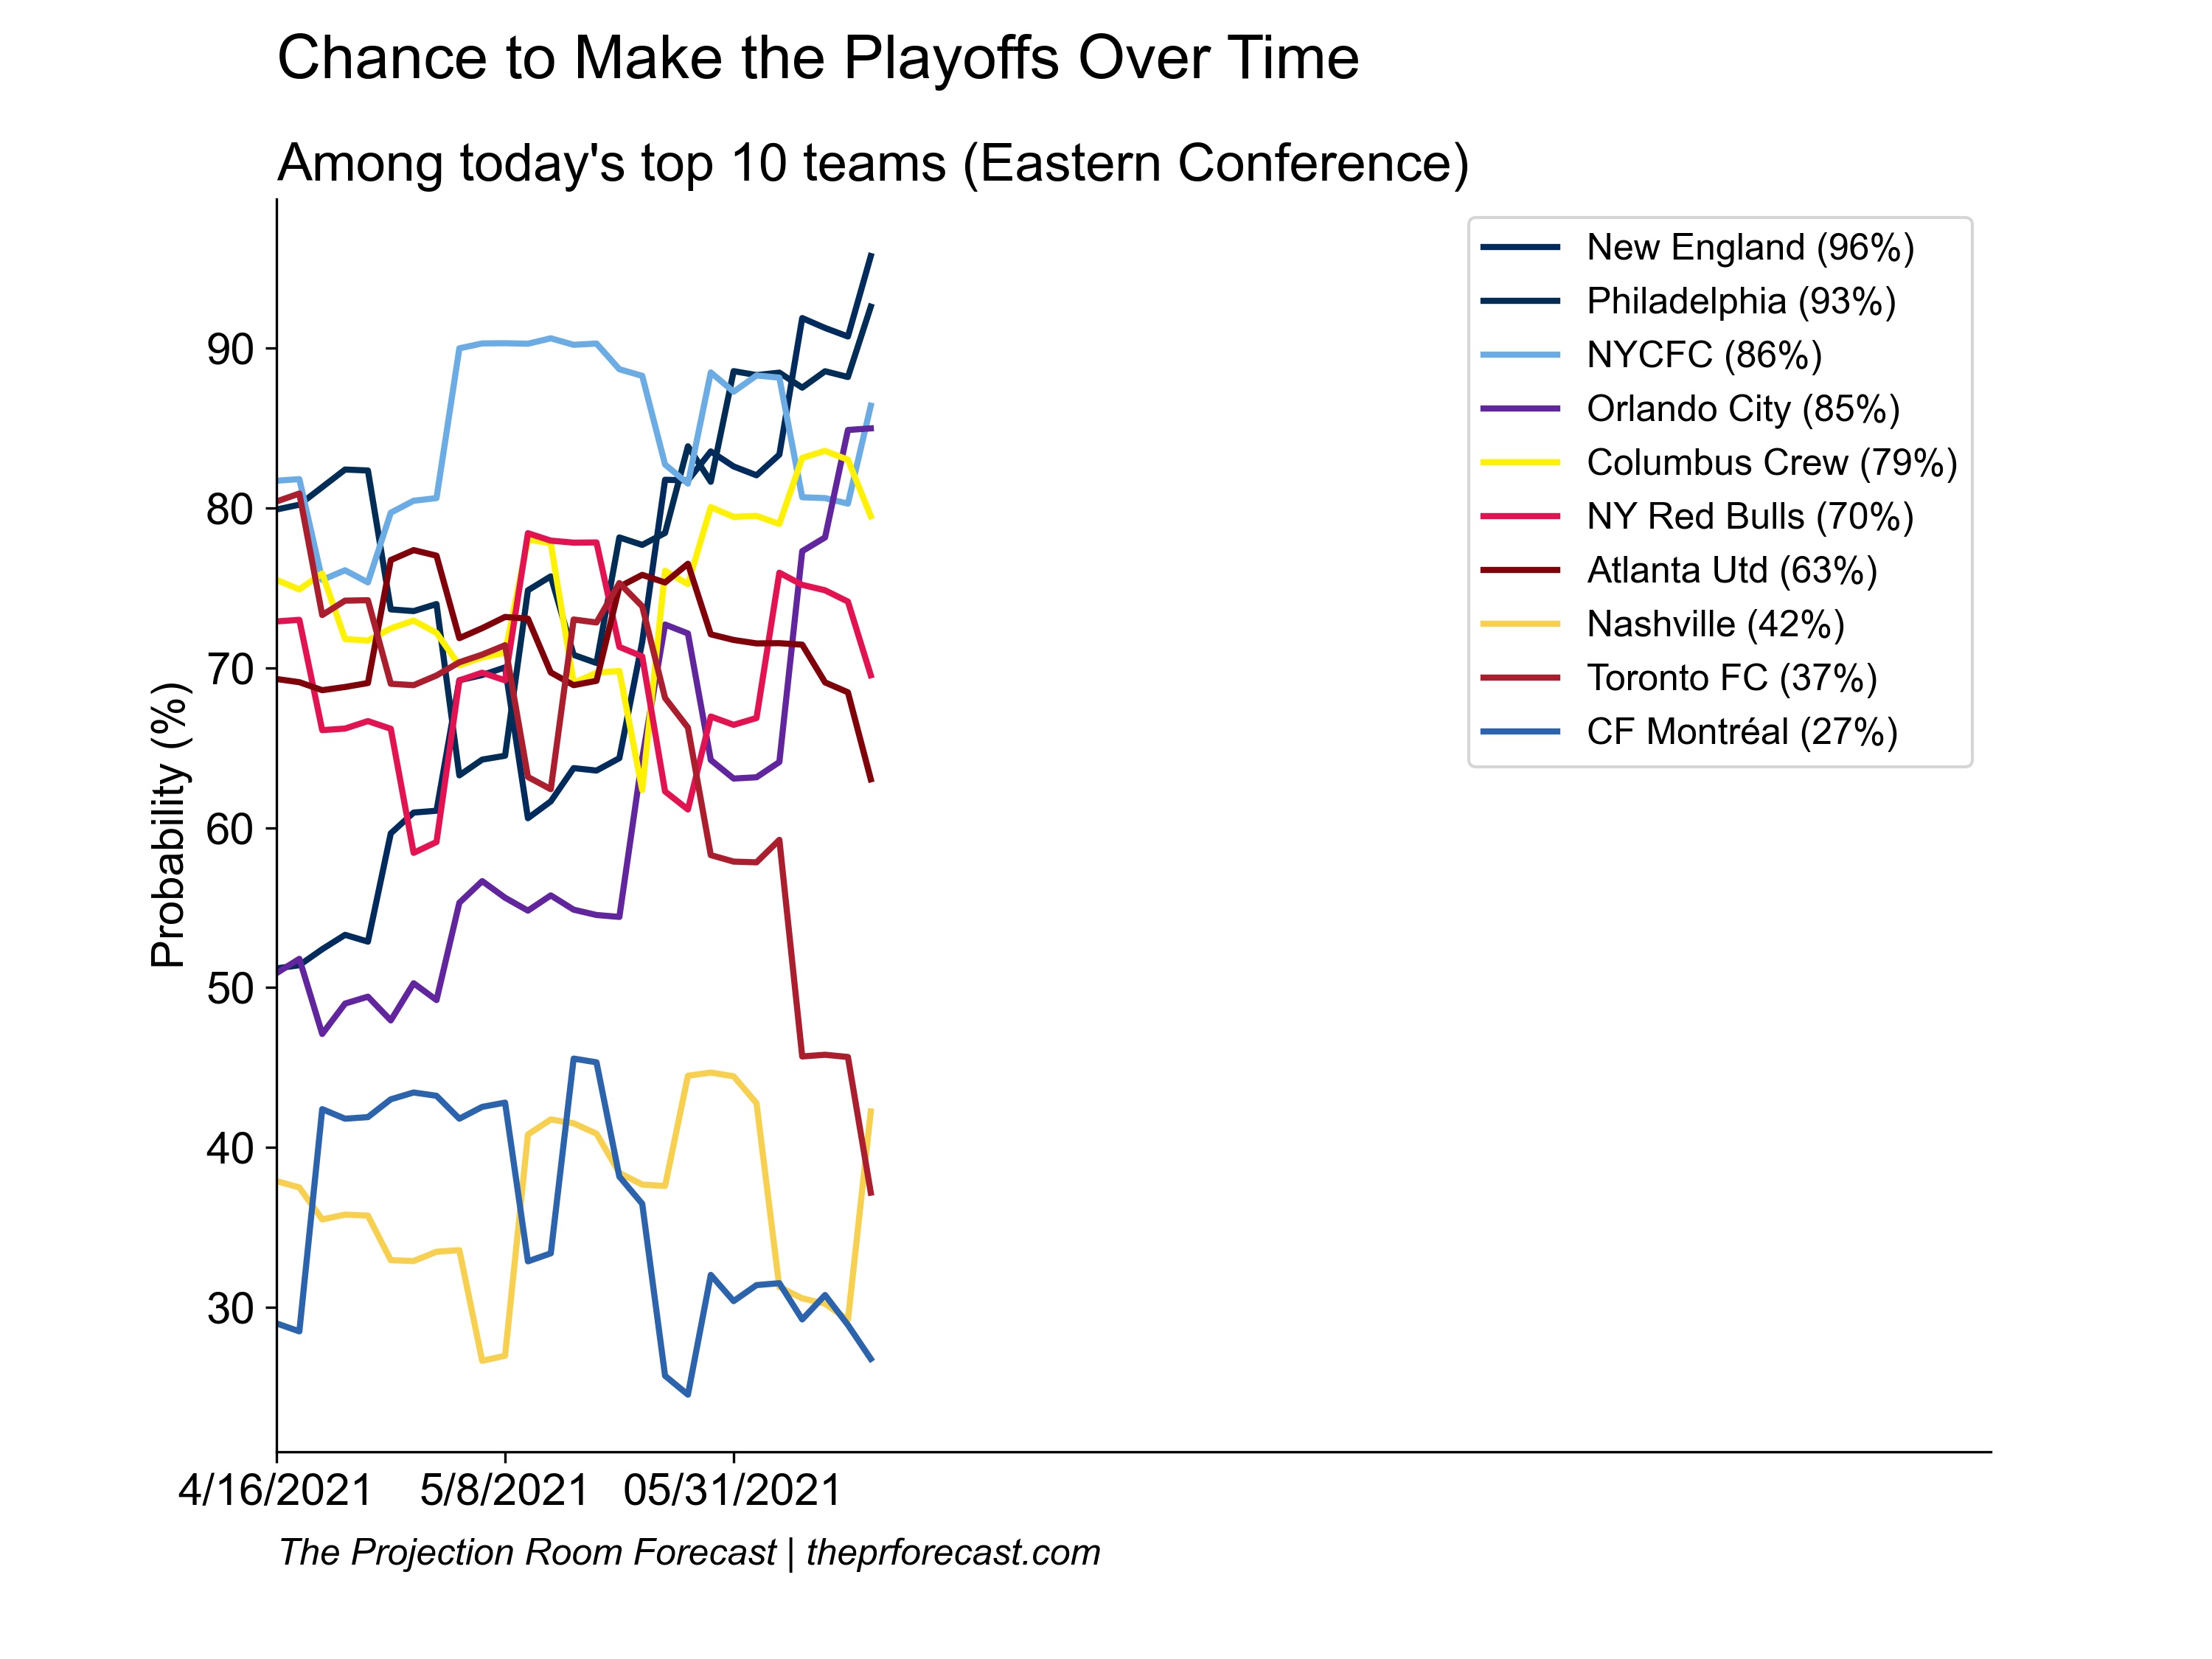 Chance to Make the Playoffs Over Time
Among today's top 10 teams (Eastern Conference)
New England (96%)
Philadelphia (93%)
NYCFC (86%)
Orlando City (85%)
Columbus Crew (79%)
NY Red Bulls (70%)
Atlanta Utd (63%)
Nashville (42%)
Toronto FC (37%)
CF Montréal (27%)
Probability (%)
90
80
70
60
50
40
30
4/16/2021 5/8/2021 05/31/2021
The Projection Room Forecast | theprforecast.com